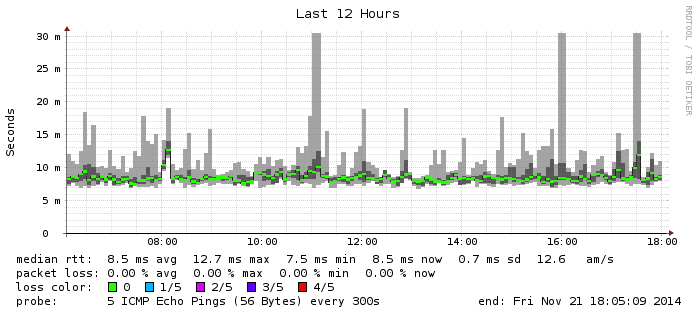 Last 12 Hours
RRDTOOL / TOBI OETIKER
Seconds
30 m
25 m
20 m
15 m
10 m
5 m
0
08:00 10:00 12:00 14:00 16:00 18:00
median rtt: 8.5 ms avg 12.7 ms max 7.5 ms min 8.5 ms now 0.7 ms sd 12.6 am/s
packet loss: 0.00 % avg 0.00 % max 0.00 % min 0.00 % now
loss color: 0 1/5 2/5 3/5 4/5
probe: 5 ICMP Echo Pings (56 Bytes) every 300s end: Fri Nov 21 18:05:09 2014